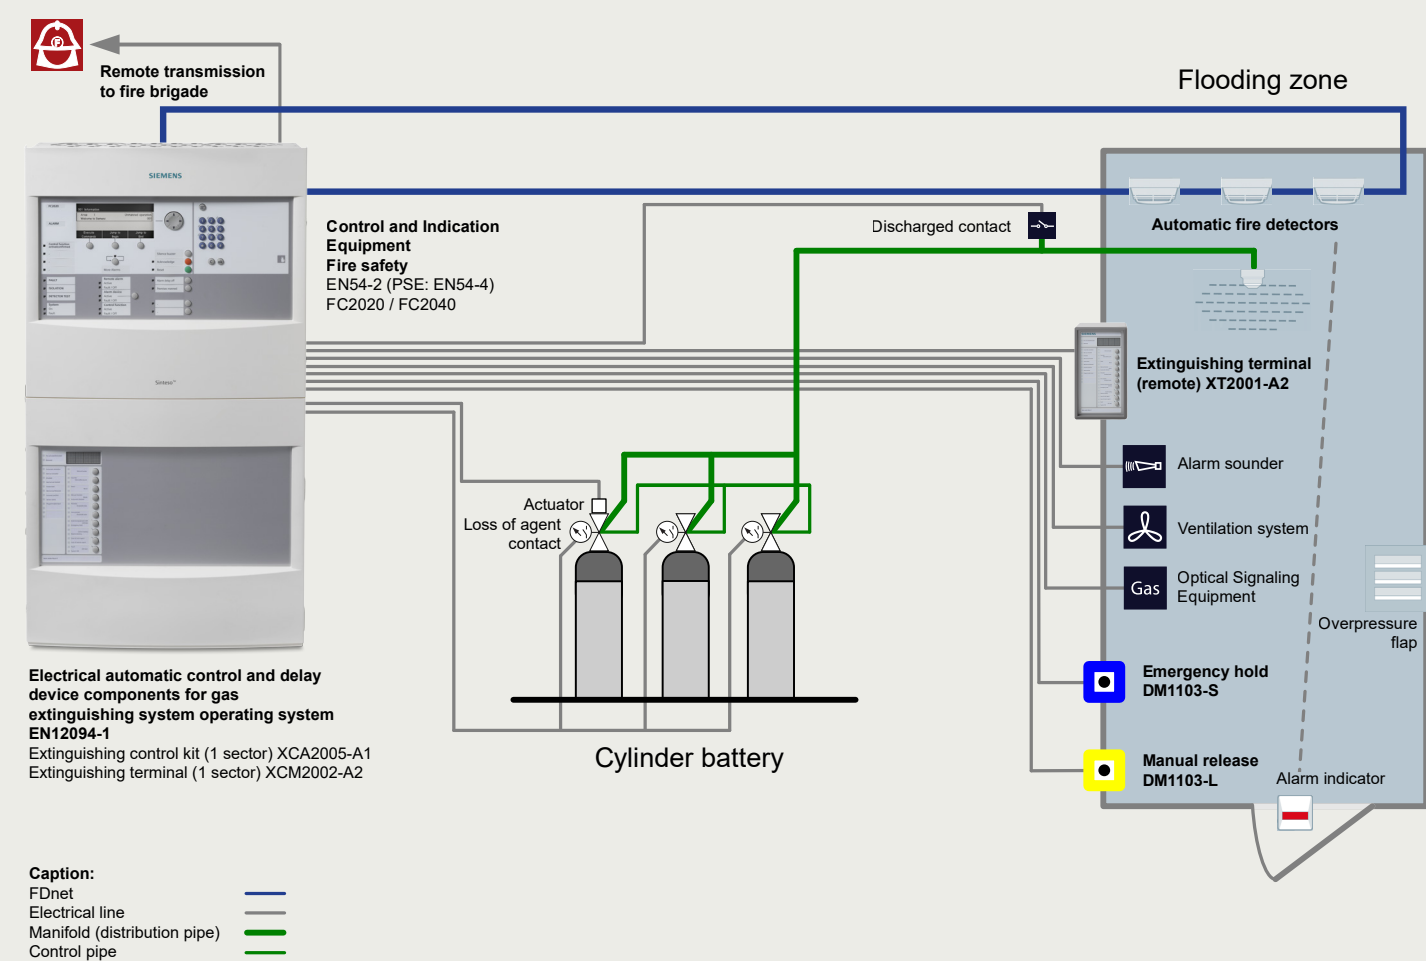 Remote transmission
to fire brigade
Flooding zone
SIEMENS
Control and Indication
Equipment
Fire safety
EN54-2 (PSE: EN54-4)
FC2020 / FC2040
Discharged contact
Automatic fire detectors
Extinguishing terminal
(remote) XT2001-A2
Alarm sounder
Actuator
Loss of agent
contact
Ventilation system
Gas
Optical Signaling
Equipment
Overpressure
flap
Emergency hold
DM1103-S
Manual release
DM1103-L
Alarm indicator
Cylinder battery
Electrical automatic control and delay
device components for gas
extinguishing system operating system
EN12094-1
Extinguishing control kit (1 sector) XCA2005-A1
Extinguishing terminal (1 sector) XCM2002-A2
Caption:
FDnet
Electrical line
Manifold (distribution pipe)
Control pipe